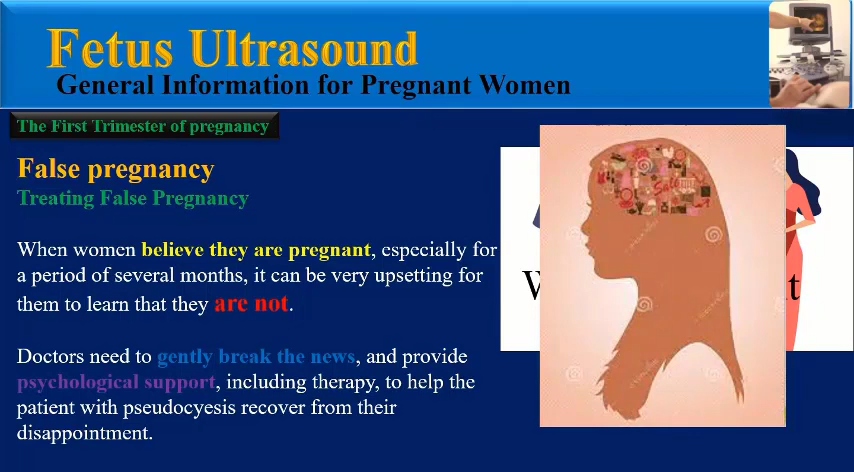 Fetus Ultrasound
General Information for Pregnant Women
The First Trimester of pregnancy
False pregnancy
Treating False Pregnancy
When women believe they are pregnant, especially for
a period of several months, it can be very upsetting for
them to learn that they are not.
Doctors need to gently break the news, and provide
psychological support, including therapy, to help the
patient with pseudocyesis recover from their
disappointment.
Sale